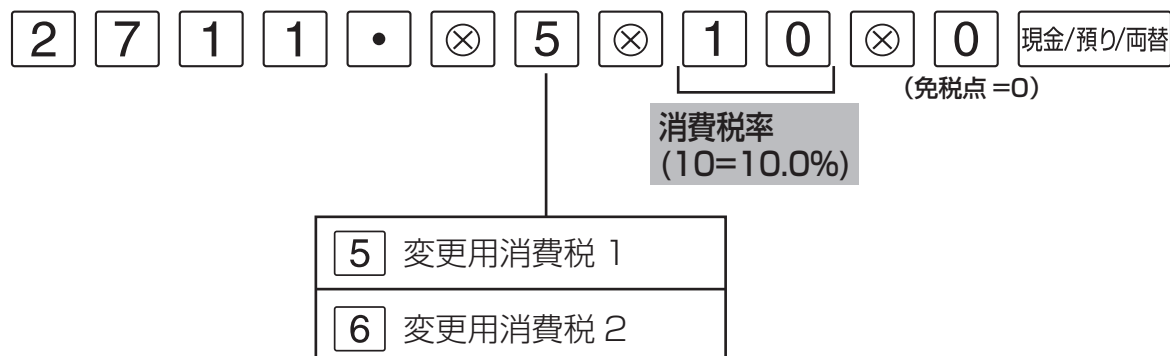 2 7 1 1 • ⊗ 5 ⊗ 1 0 ⊗ 0 現金/預り/両替
(免税点=0)
消費税率
(10=10.0%)
5 変更用消費税 1
6 変更用消費税 2